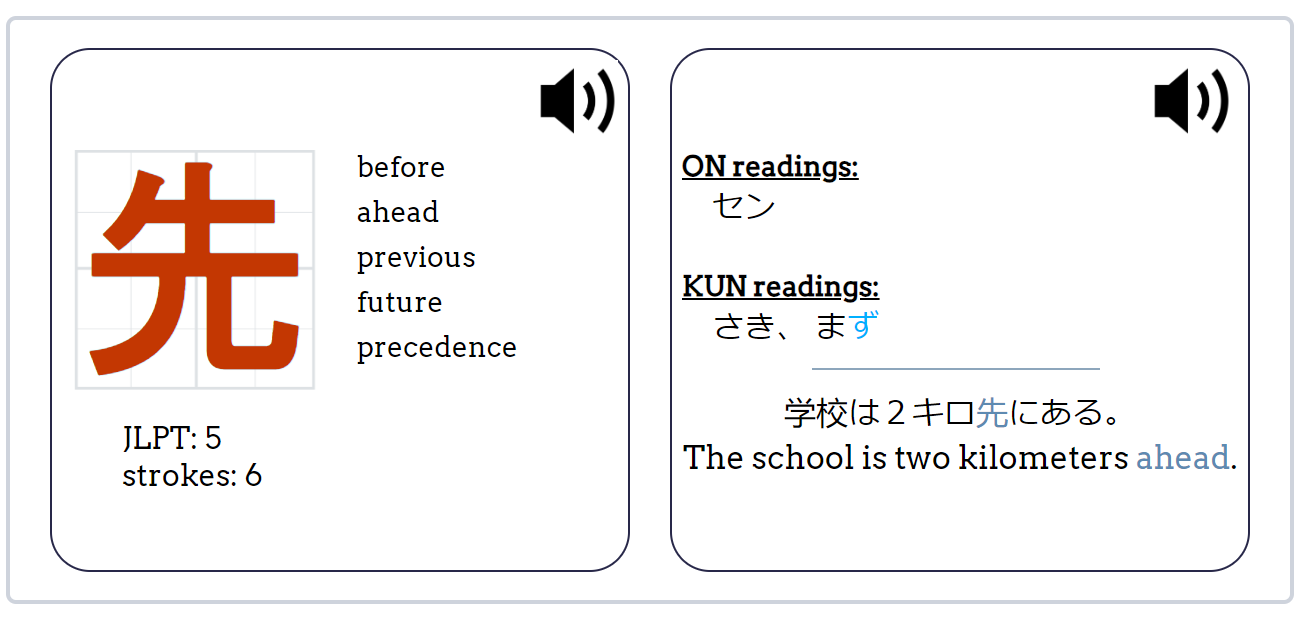 先
before
ahead
previous
future
precedence
JLPT: 5
strokes: 6
ON readings:
セン
KUN readings:
さき、 まず
学校は２キロ先にある。
The school is two kilometers ahead.